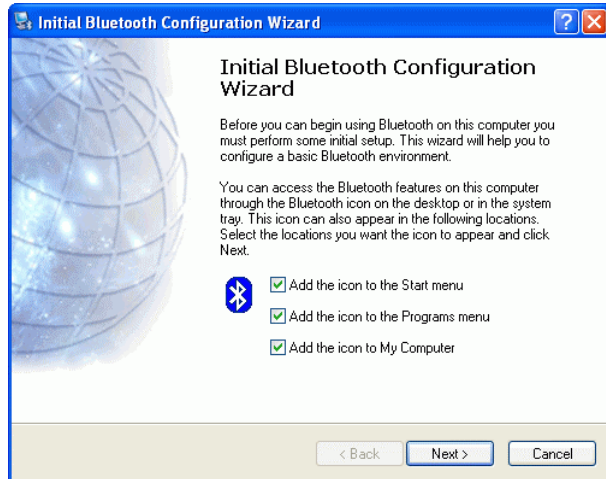 Initial Bluetooth Configuration Wizard
Initial Bluetooth Configuration
Wizard
Before you can begin using Bluetooth on this computer you
must perform some initial setup. This wizard will help you to
configure a basic Bluetooth environment.
You can access the Bluetooth features on this computer
through the Bluetooth icon on the desktop or in the system
tray. This icon can also appear in the following locations.
Select the locations you want the icon to appear and click
Next.
Add the icon to the Start menu
Add the icon to the Programs menu
Add the icon to My Computer
< Back Next > Cancel